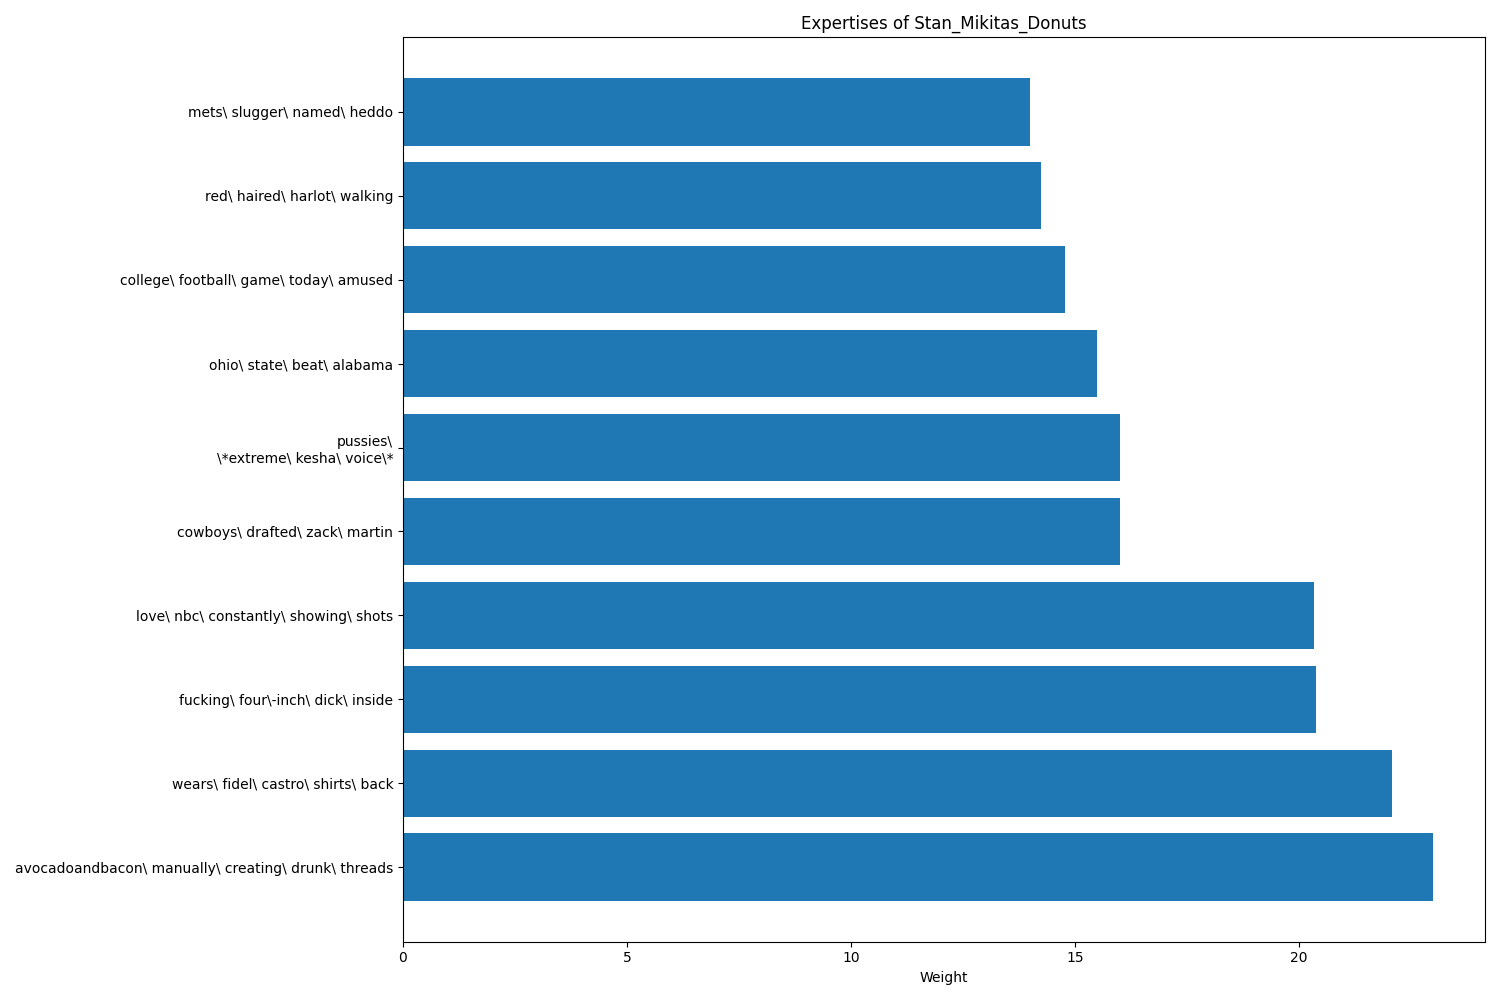 Expertises of Stan_Mikitas_Donuts
mets\ slugger\ named\ heddo
red\ haired\ harlot\ walking
college\ football\ game\ today\ amused
ohio\ state\ beat\ alabama
pussies\
\*extreme\ kesha\ voice\*
cowboys\ drafted\ zack\ martin
love\ nbc\ constantly\ showing\ shots
fucking\ four\-inch\ dick\ inside
wears\ fidel\ castro\ shirts\ back
avocadoandbacon\ manually\ creating\ drunk\ threads
0 5 10 15 20
Weight